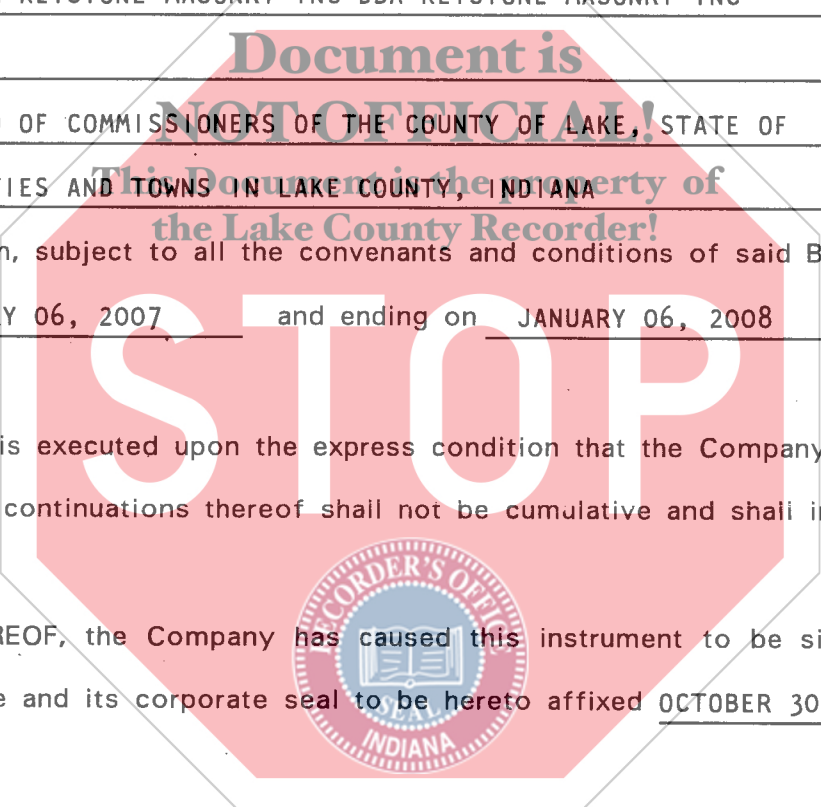 KEYSTONE MASONRY INC DBA KEYSTONE MASONRY INC
Document is
NOT OFFICIAL!
OF COMMISSIONERS OF THE COUNTY OF LAKE, STATE OF
This Document is the property of
TIES AND TOWNS IN LAKE COUNTY, INDIANA
the Lake County Recorder!
n, subject to all the convenants and conditions of said B
Y 06, 2007 and ending on JANUARY 06, 2008
STOP
is executed upon the express condition that the Company
continuations thereof shall not be cumulative and shall in
REOF, the Company has caused this instrument to be si
e and its corporate seal to be hereto affixed OCTOBER 30
RECORDER'S OFFICE
SEAL
INDIANA